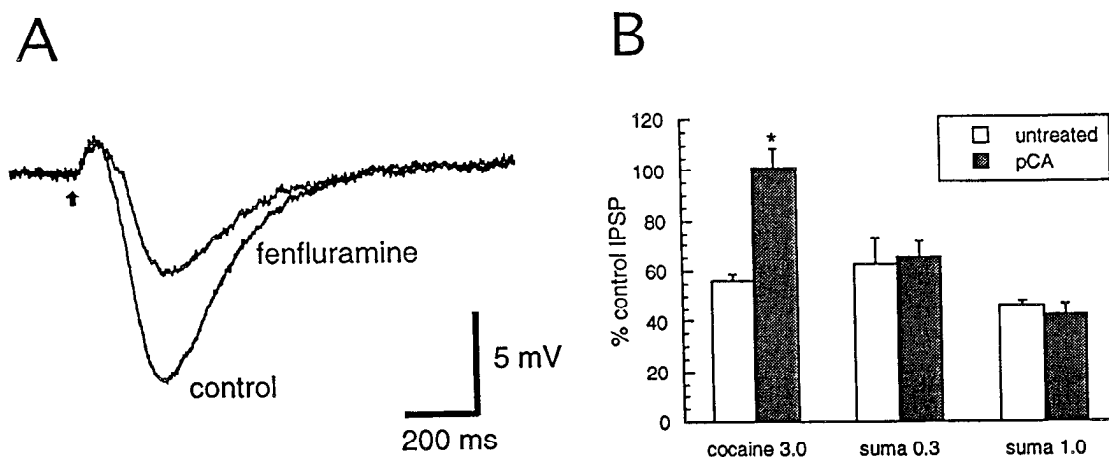 A
fenfluramine
control
5 mV
200 ms
B
% control IPSP
120
100
80
60
40
20
0
*
untreated
pCA
cocaine 3.0
suma 0.3
suma 1.0